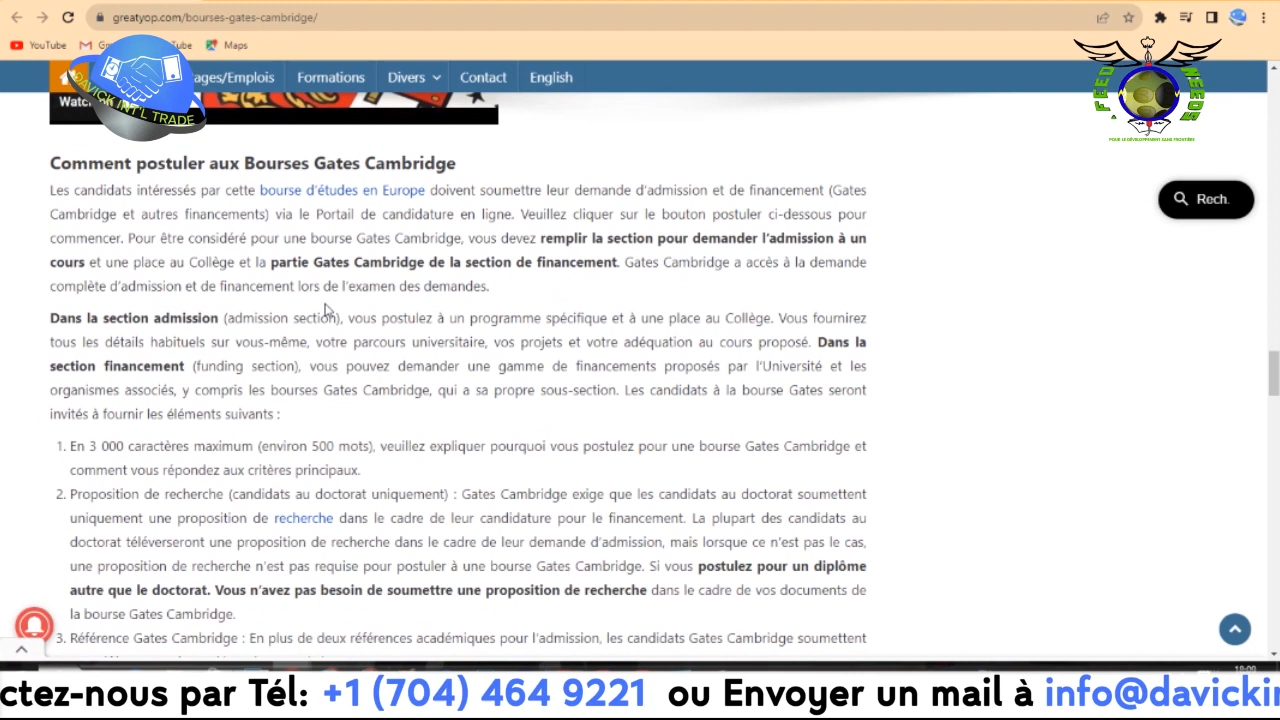 greatyop.com/bourses-gates-cambridge/
YouTube Maps
ages/Emplois Formations Divers Contact English
DAVICK INT'L TRADE
FEED NEEDS
POUR LE DÉVELOPPEMENT SANS FRONTIÈRE
Rech.
Comment postuler aux Bourses Gates Cambridge
Les candidats intéressés par cette bourse d'études en Europe doivent soumettre leur demande d'admission et de financement (Gates
Cambridge et autres financements) via le Portail de candidature en ligne. Veuillez cliquer sur le bouton postuler ci-dessous pour
commencer. Pour être considéré pour une bourse Gates Cambridge, vous devez remplir la section pour demander l'admission à un
cours et une place au Collège et la partie Gates Cambridge de la section de financement. Gates Cambridge a accès à la demande
complète d'admission et de financement lors de l'examen des demandes.
Dans la section admission (admission section), vous postulez à un programme spécifique et à une place au Collège. Vous fournirez
tous les détails habituels sur vous-même, votre parcours universitaire, vos projets et votre adéquation au cours proposé. Dans la
section financement (funding section), vous pouvez demander une gamme de financements proposés par l'Université et les
organismes associés, y compris les bourses Gates Cambridge, qui a sa propre sous-section. Les candidats à la bourse Gates seront
invités à fournir les éléments suivants :
1. En 3 000 caractères maximum (environ 500 mots), veuillez expliquer pourquoi vous postulez pour une bourse Gates Cambridge et
comment vous répondez aux critères principaux.
2. Proposition de recherche (candidats au doctorat uniquement) : Gates Cambridge exige que les candidats au doctorat soumettent
uniquement une proposition de recherche dans le cadre de leur candidature pour le financement. La plupart des candidats au
doctorat téléverseront une proposition de recherche dans le cadre de leur demande d'admission, mais lorsque ce n'est pas le cas,
une proposition de recherche n'est pas requise pour postuler à une bourse Gates Cambridge. Si vous postulez pour un diplôme
autre que le doctorat. Vous n'avez pas besoin de soumettre une proposition de recherche dans le cadre de vos documents de
la bourse Gates Cambridge.
3. Référence Gates Cambridge : En plus de deux références académiques pour l'admission, les candidats Gates Cambridge soumettent
ctez-nous par Tél: +1 (704) 464 9221 ou Envoyer un mail à info@davickin